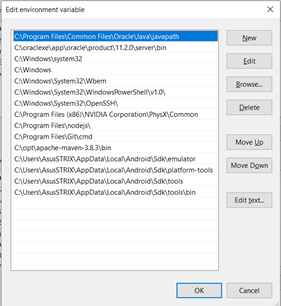 Edit environment variable
C:\Program Files\Common Files\Oracle\Java\javapath
C:\oraclexe\app\oracle\product\11.2.0\server\bin
C:\Windows\system32
C:\Windows
C:\Windows\System32\Wbem
C:\Windows\System32\WindowsPowerShell\v1.0\
C:\Windows\System32\OpenSSH\
C:\Program Files (x86)\NVIDIA Corporation\PhysX\Common
C:\Program Files\nodejs\
C:\Program Files\Git\cmd
C:\opt\apache-maven-3.8.3\bin
C:\Users\AsusSTRIX\AppData\Local\Android\Sdk\emulator
C:\Users\AsusSTRIX\AppData\Local\Android\Sdk\platform-tools
C:\Users\AsusSTRIX\AppData\Local\Android\Sdk\tools
C:\Users\AsusSTRIX\AppData\Local\Android\Sdk\tools\bin
New
Edit
Browse...
Delete
Move Up
Move Down
Edit text...
OK
Cancel